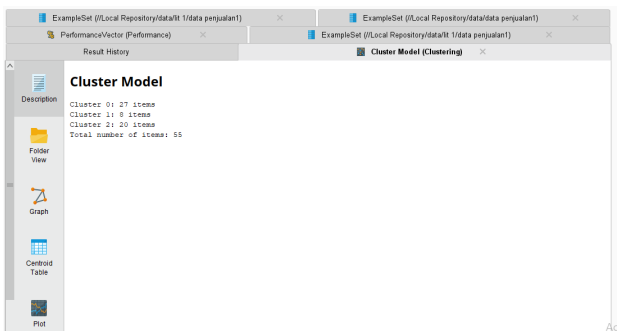 ExampleSet (//Local Repository/data/lit 1/data penjualan1)
ExampleSet (//Local Repository/data/data penjualan1)
PerformanceVector (Performance)
ExampleSet (//Local Repository/data/lit 1/data penjualan1)
Result History
Cluster Model (Clustering)
Description
Cluster Model
Cluster 0: 27 items
Cluster 1: 8 items
Cluster 2: 20 items
Total number of items: 55
Folder
View
Graph
Centroid
Table
Plot